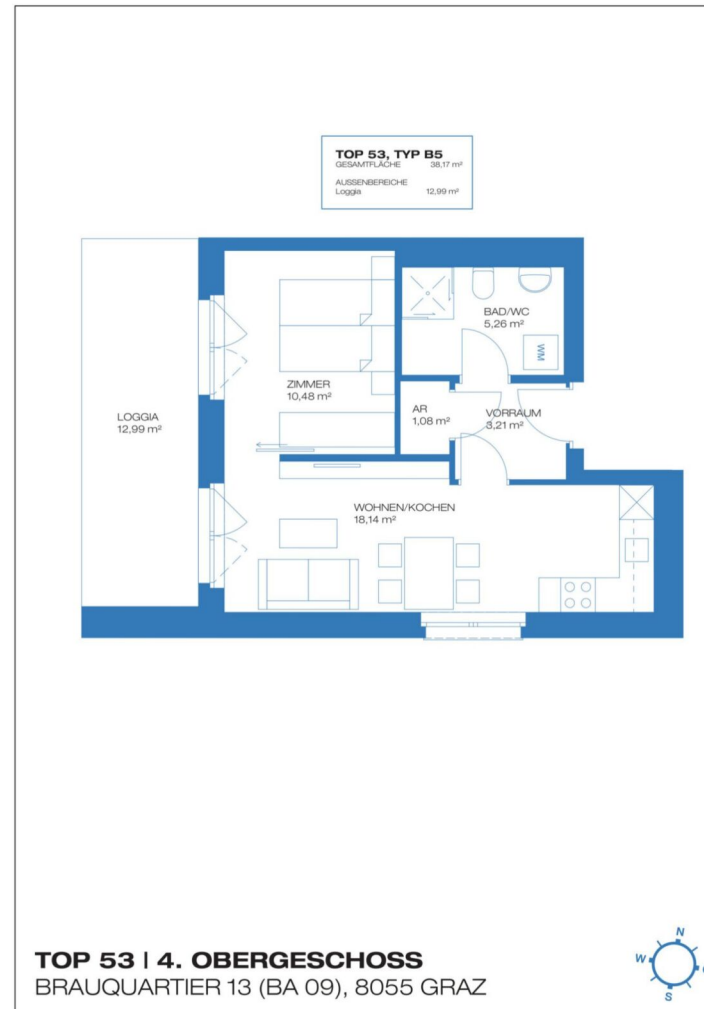 TOP 53, TYP B5
GESAMTFLÄCHE 38,17 m²
AUSSENBEREICHE
Loggia 12,99 m²
BAD/WC
5,26 m²
WM
ZIMMER
10,48 m²
AR
1,08 m²
VORRAUM
3,21 m²
LOGGIA
12,99 m²
WOHNEN/KOCHEN
18,14 m²
TOP 53 | 4. OBERGESCHOSS
BRAUQUARTIER 13 (BA 09), 8055 GRAZ
N
W
S